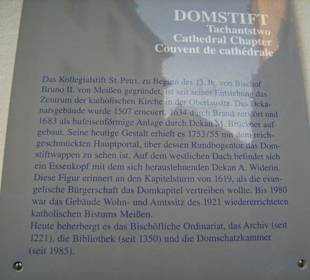 DOMSTIFT
Tachantstwo
Cathedral Chapter
Couvent de cathédrale
Das Kollegialstift St. Petri, zu Beginn des 13. Jh. von Bischof
Bruno II. von Meißen gegründet, ist seit seiner Entstehung das
Zentrum der katholischen Kirche in der Oberlausitz. Das Deka-
natsgebäude wurde 1507 erneuert, 1634 durch Brand zerstört und
1683 als hufeisenförmige Anlage durch Dekan M. Brückner auf-
gebaut. Seine heutige Gestalt erhielt es 1753/55 mit dem reich-
geschmückten Hauptportal, über dessen Rundbogentor das Dom-
stiftwappen zu sehen ist. Auf dem westlichen Dach befindet sich
ein Essenkopf mit dem sich herauslehnenden Dekan A. Widerin.
Diese Figur erinnert an den Kapitelsturm von 1619, als die evan-
gelische Bürgerschaft das Domkapitel vertreiben wollte. Bis 1980
war das Gebäude Wohn- und Amtssitz des 1921 wiedererrichteten
katholischen Bistums Meißen.
Heute beherbergt es das Bischöfliche Ordinariat, das Archiv (seit
1221), die Bibliothek (seit 1350) und die Domschatzkammer
(seit 1985).